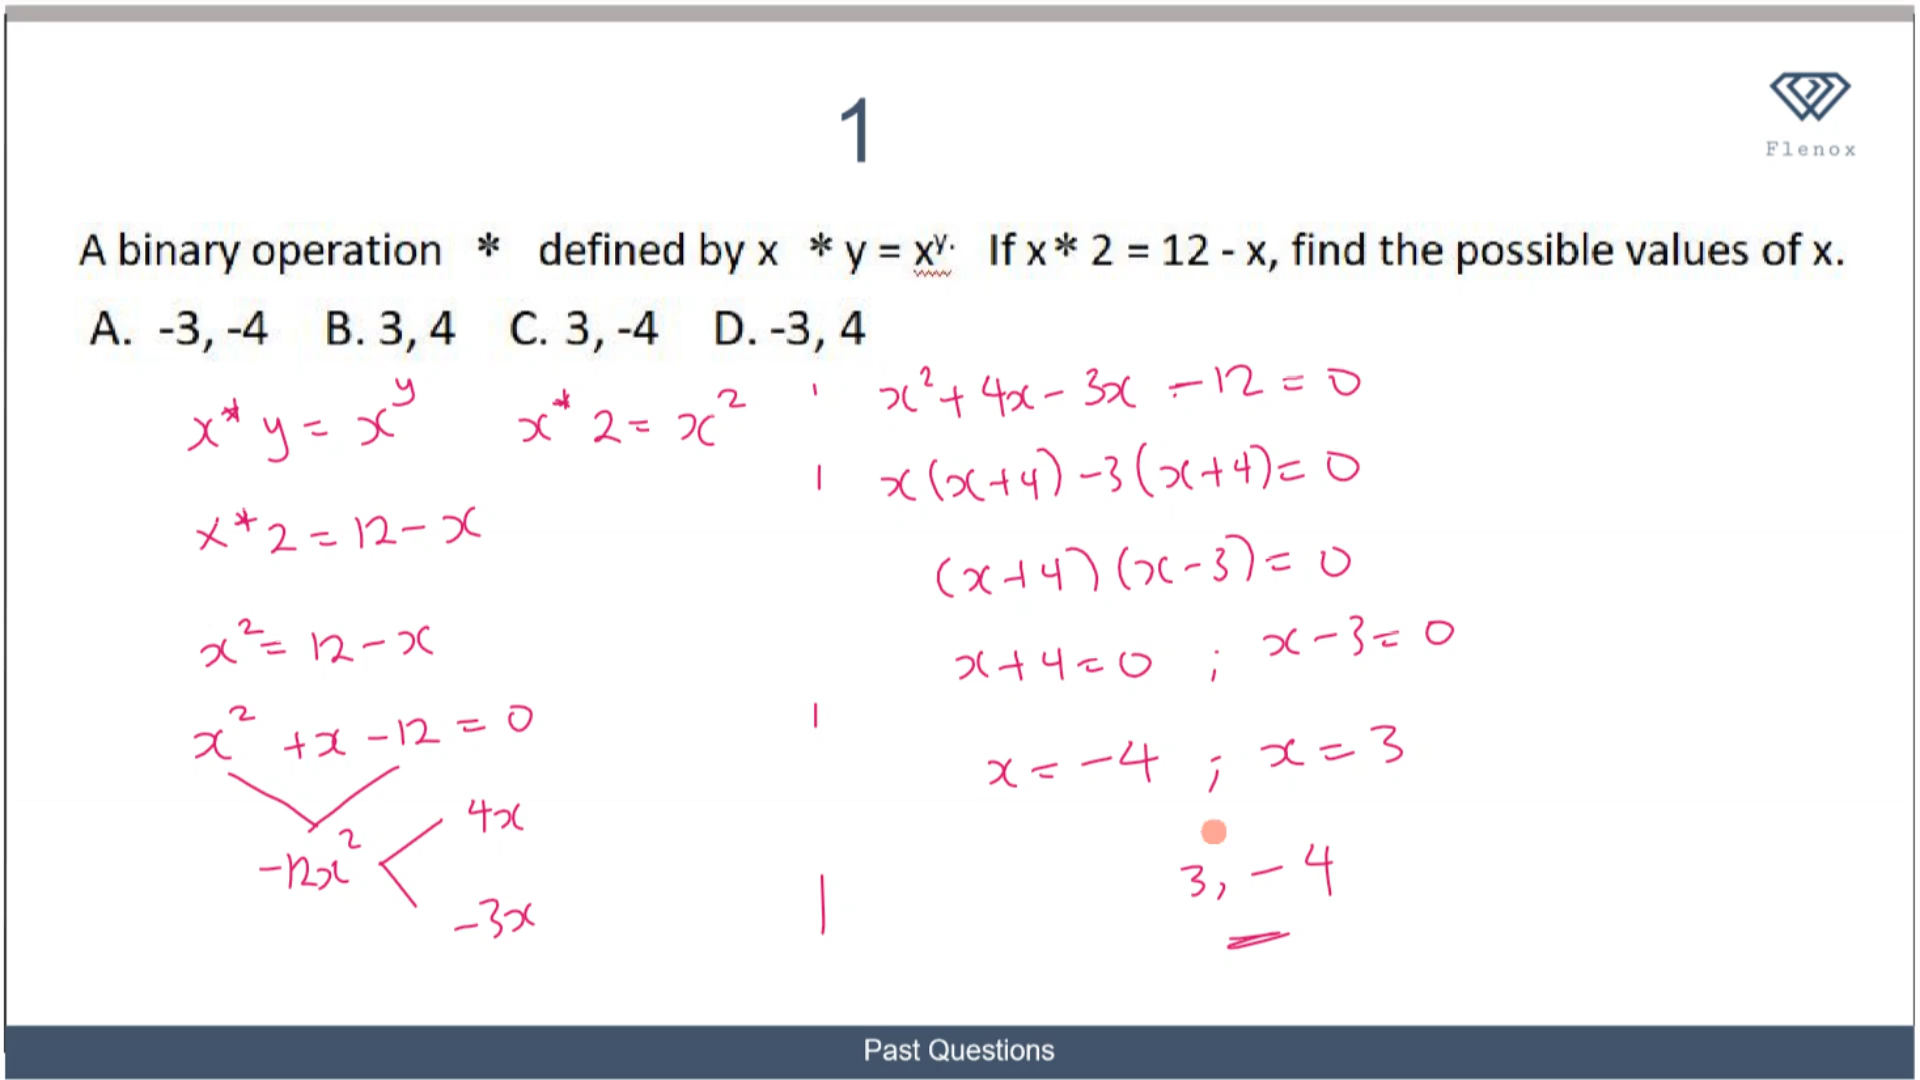 1
Flenox
A binary operation * defined by x * y = xʸ. If x* 2 = 12 - x, find the possible values of x.
A. -3, -4 B. 3, 4 C. 3, -4 D. -3, 4
x * y = xʸ x * 2 = x²
x * 2 = 12 - x
x² = 12 - x
x² + x - 12 = 0
-12x²
4x
-3x
x² + 4x - 3x - 12 = 0
x(x+4) -3(x+4) = 0
(x+4)(x-3) = 0
x+4=0 ; x-3=0
x = -4 ; x = 3
3, -4
Past Questions